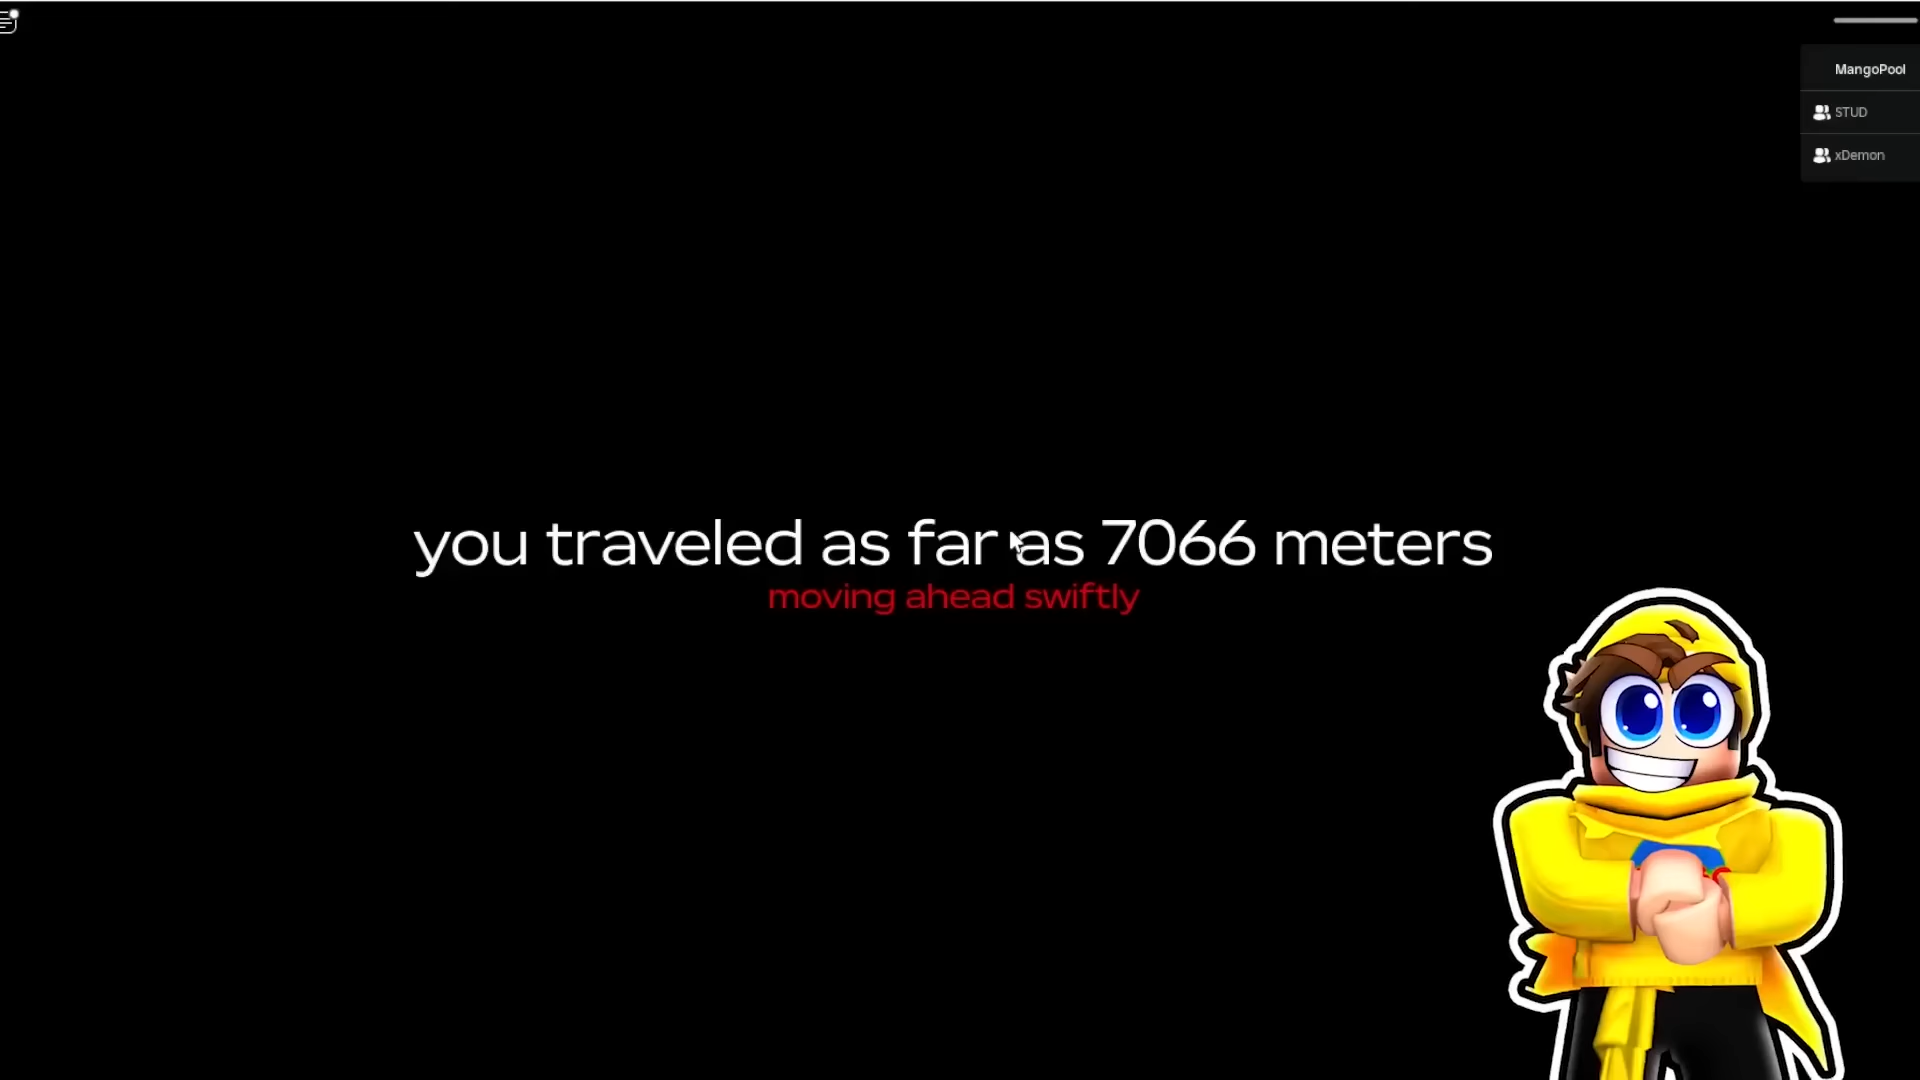 MangoPool
STUD
xDemon
you traveled as far as 7066 meters
moving ahead swiftly